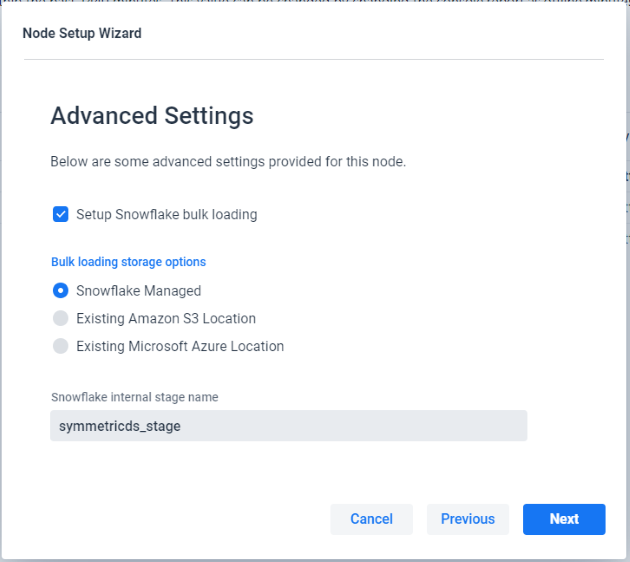 Node Setup Wizard
Advanced Settings
Below are some advanced settings provided for this node.
Setup Snowflake bulk loading
Bulk loading storage options
Snowflake Managed
Existing Amazon S3 Location
Existing Microsoft Azure Location
Snowflake internal stage name
symmetricds_stage
Cancel
Previous
Next